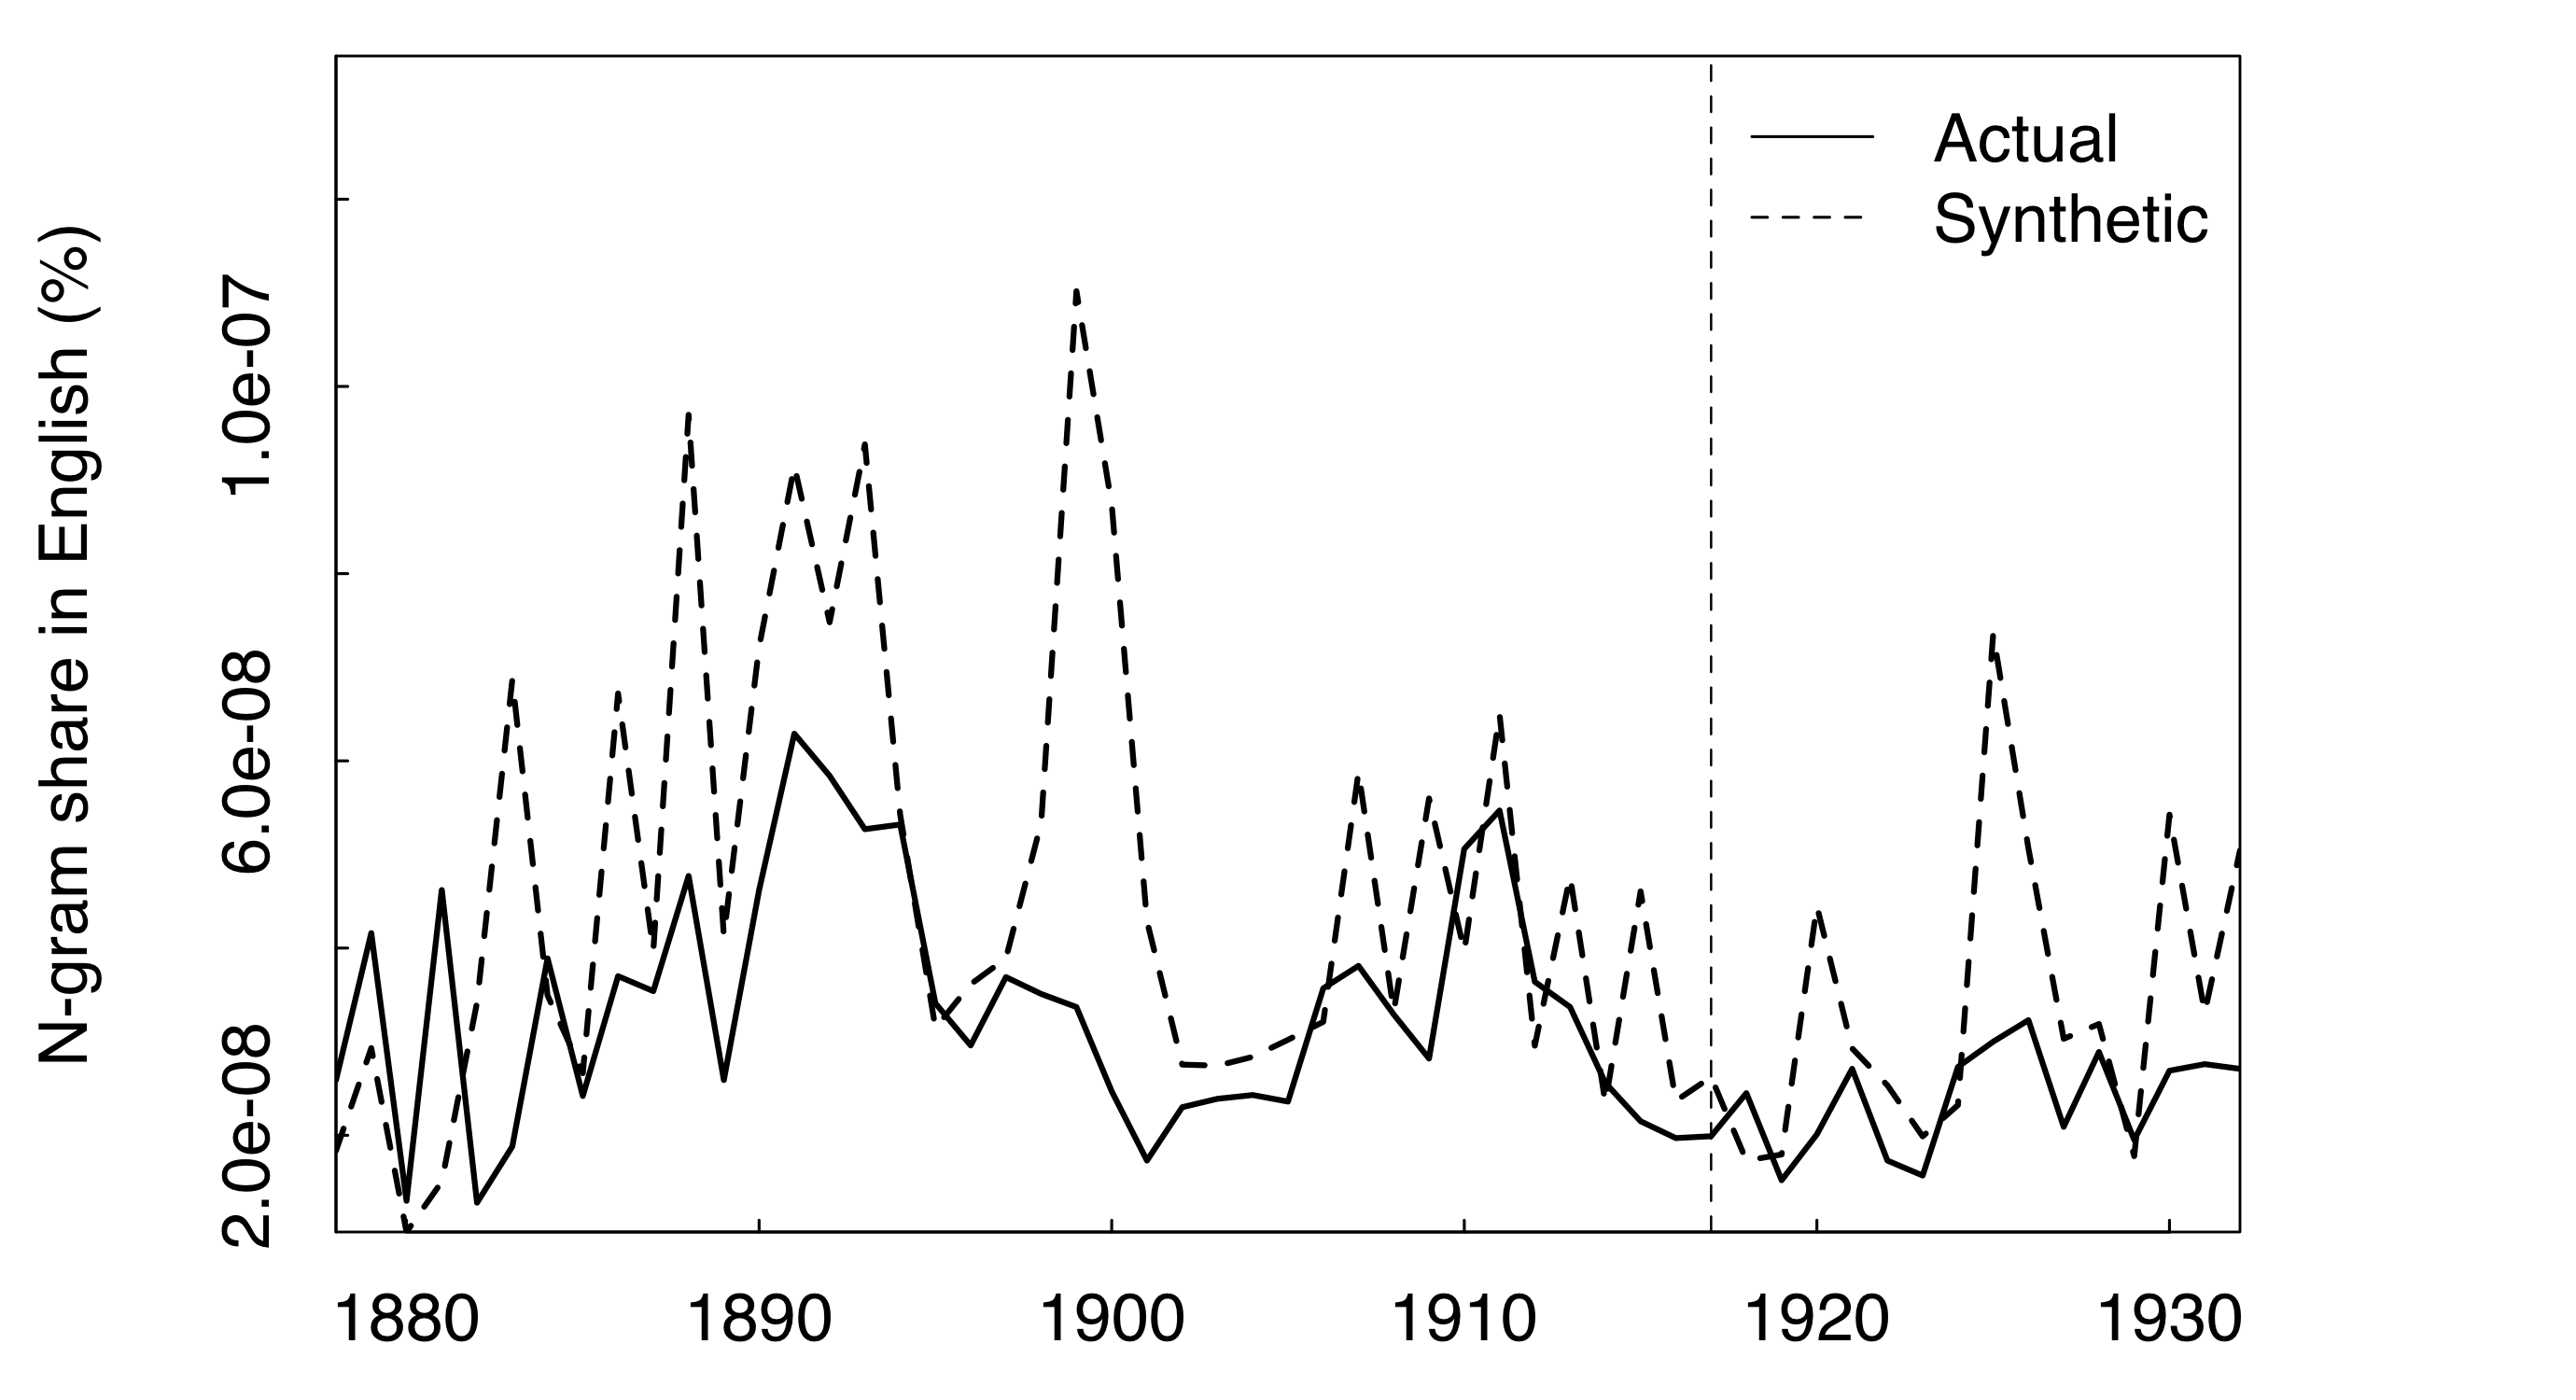 N-gram share in English (%)
1.0e-07
6.0e-08
2.0e-08
Actual
Synthetic
1880 1890 1900 1910 1920 1930